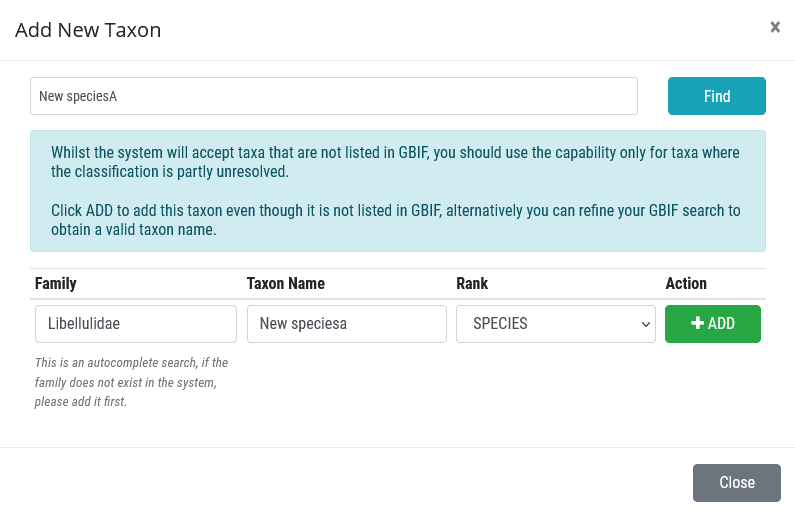 Add New Taxon
×
New speciesA
Find
Whilst the system will accept taxa that are not listed in GBIF, you should use the capability only for taxa where
the classification is partly unresolved.
Click ADD to add this taxon even though it is not listed in GBIF, alternatively you can refine your GBIF search to
obtain a valid taxon name.
Family Taxon Name Rank Action
Libellulidae New speciesa SPECIES + ADD
This is an autocomplete search, if the
family does not exist in the system,
please add it first.
Close